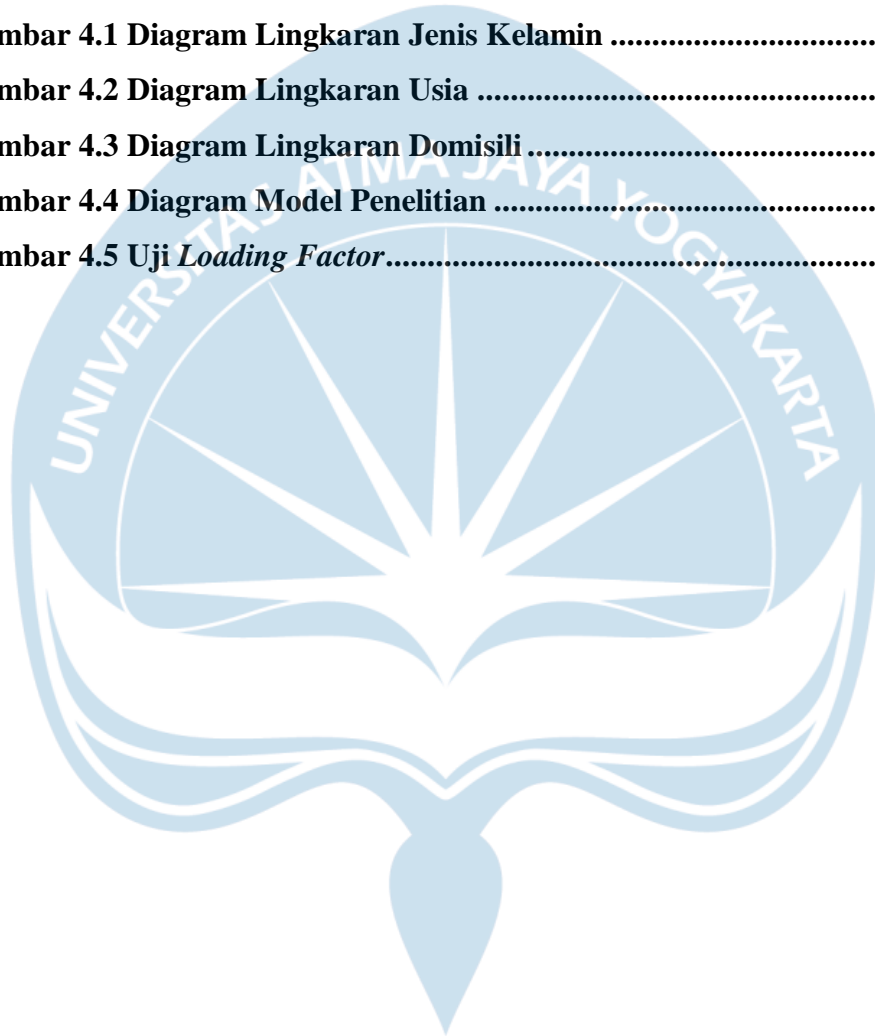 mbar 4.1 Diagram Lingkaran Jenis Kelamin ................................
mbar 4.2 Diagram Lingkaran Usia ................................................
mbar 4.3 Diagram Lingkaran Domisili ..........................................
mbar 4.4 Diagram Model Penelitian ..............................................
mbar 4.5 Uji Loading Factor...........................................................
UNIVERSITAS ATMA JAYA YOGYAKARTA